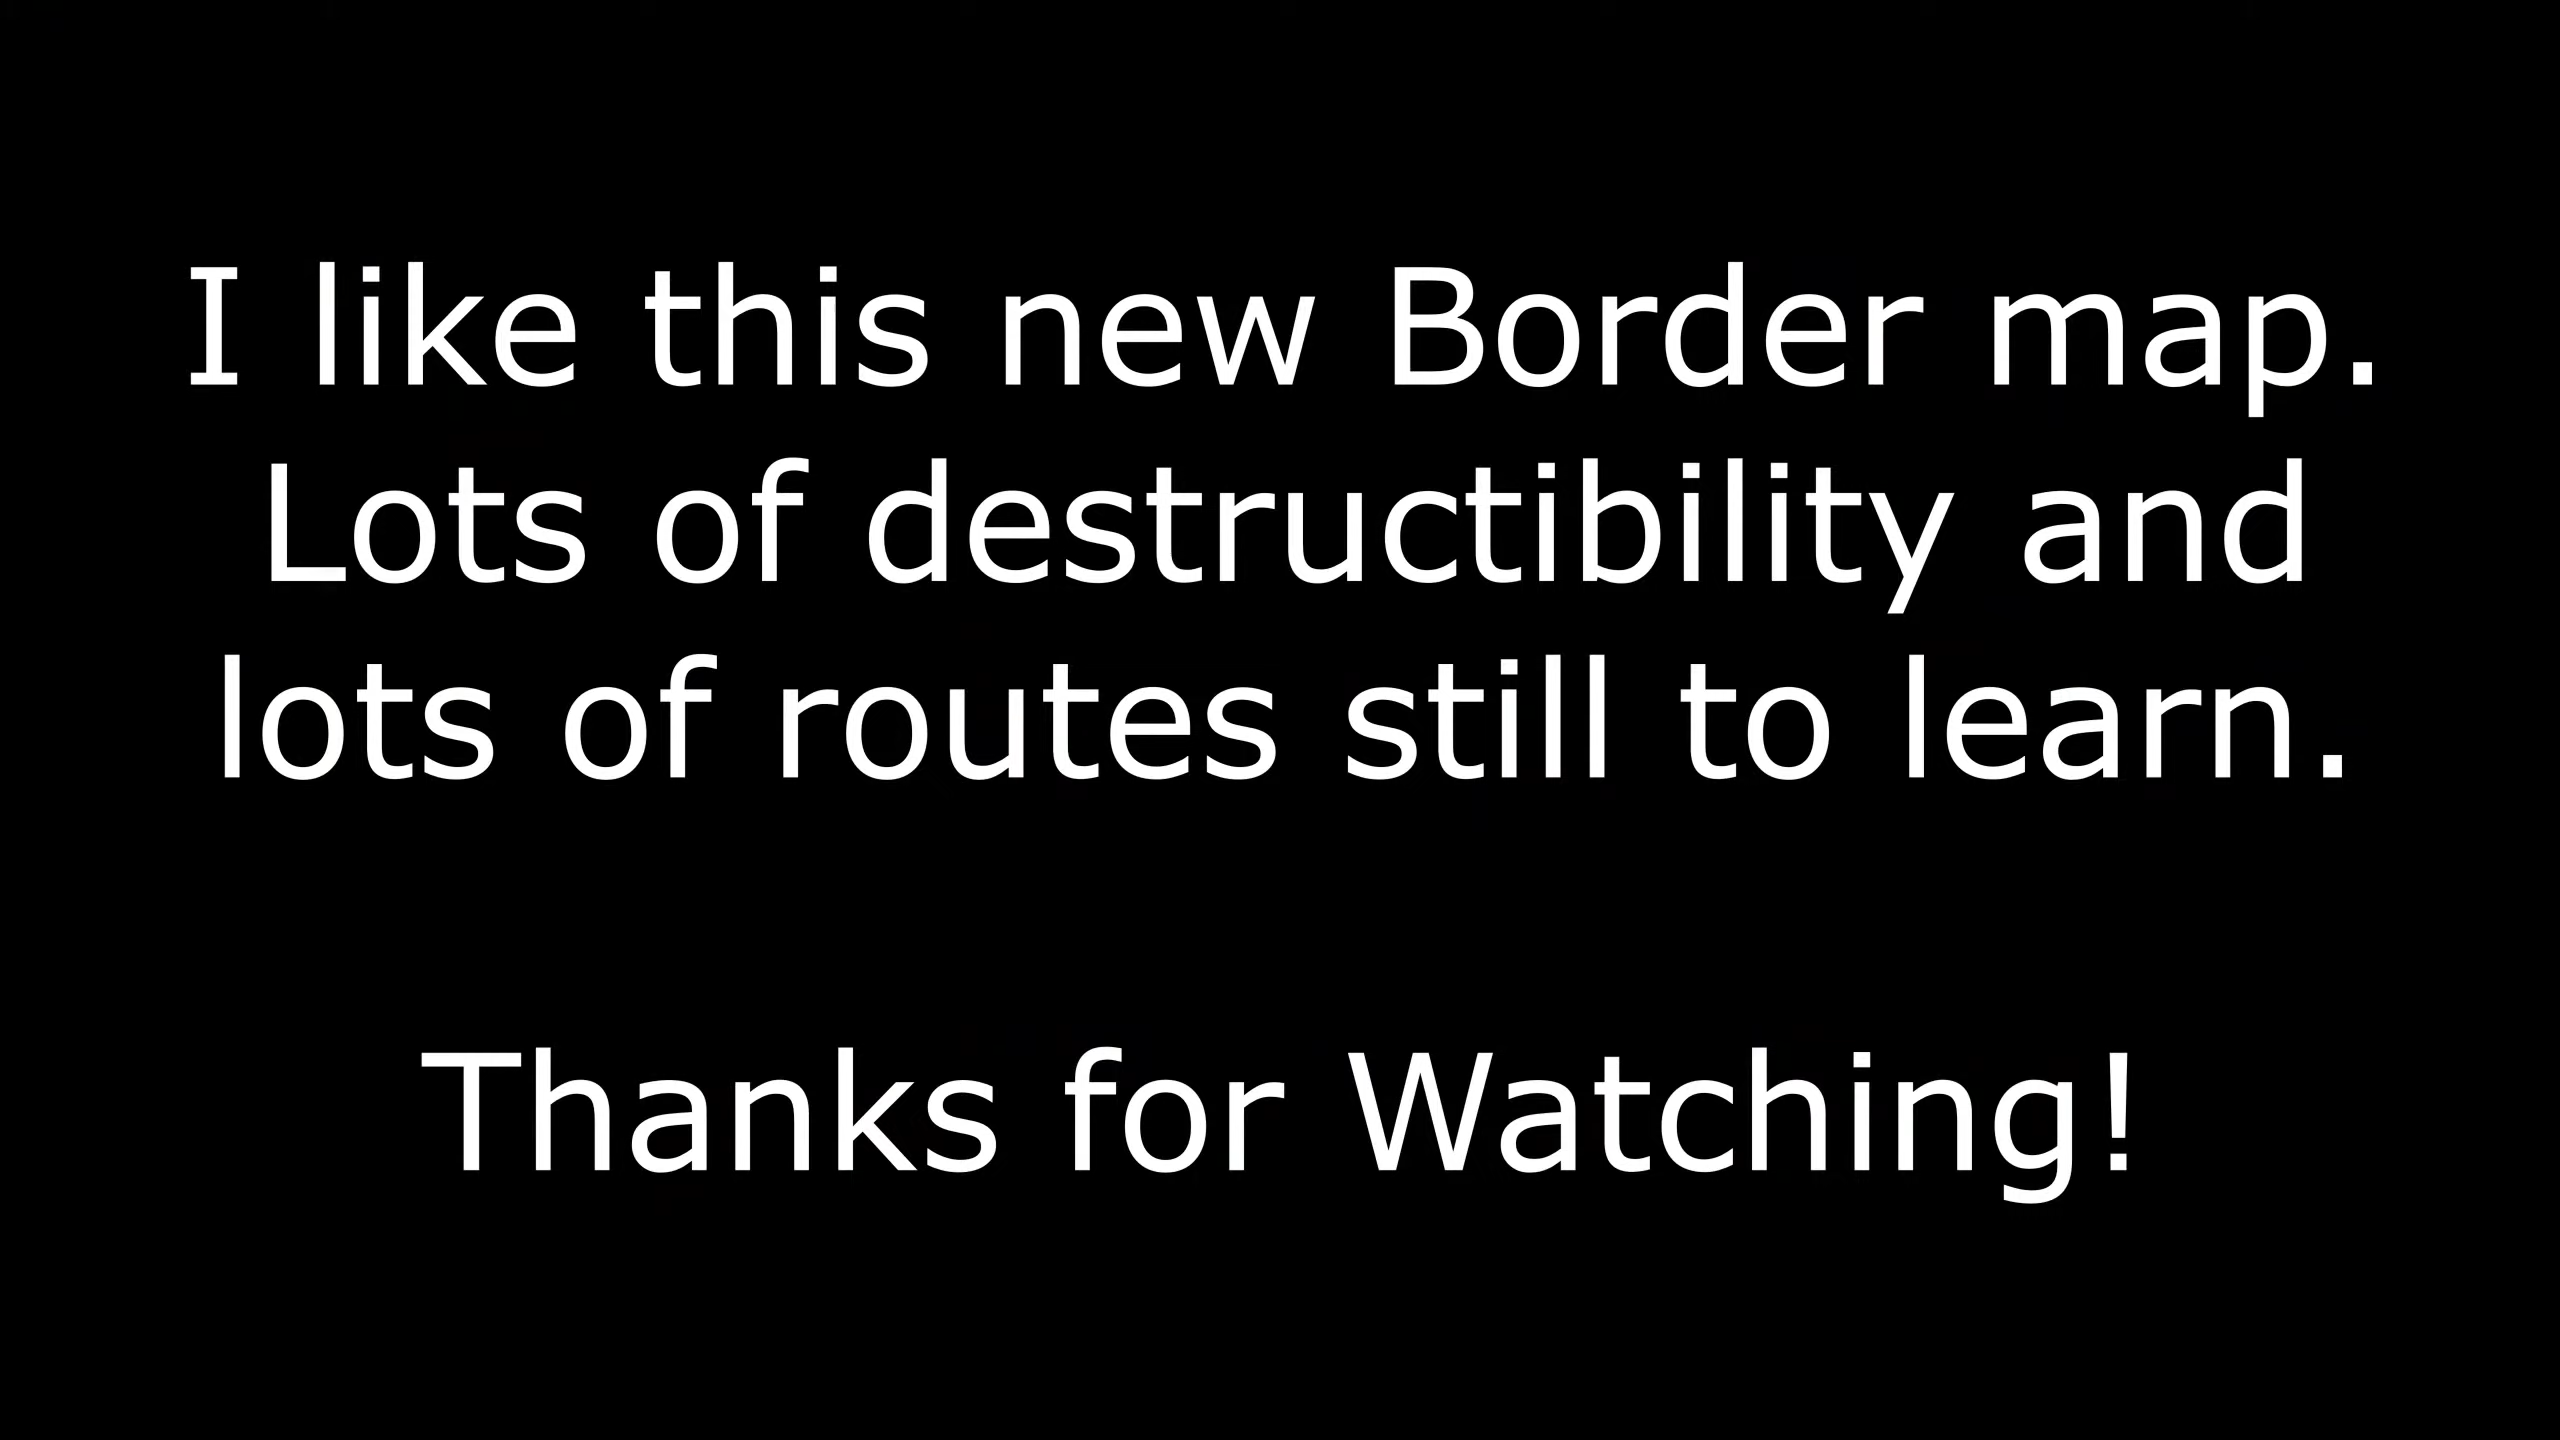 I like this new Border map.
Lots of destructibility and
lots of routes still to learn.
Thanks for Watching!